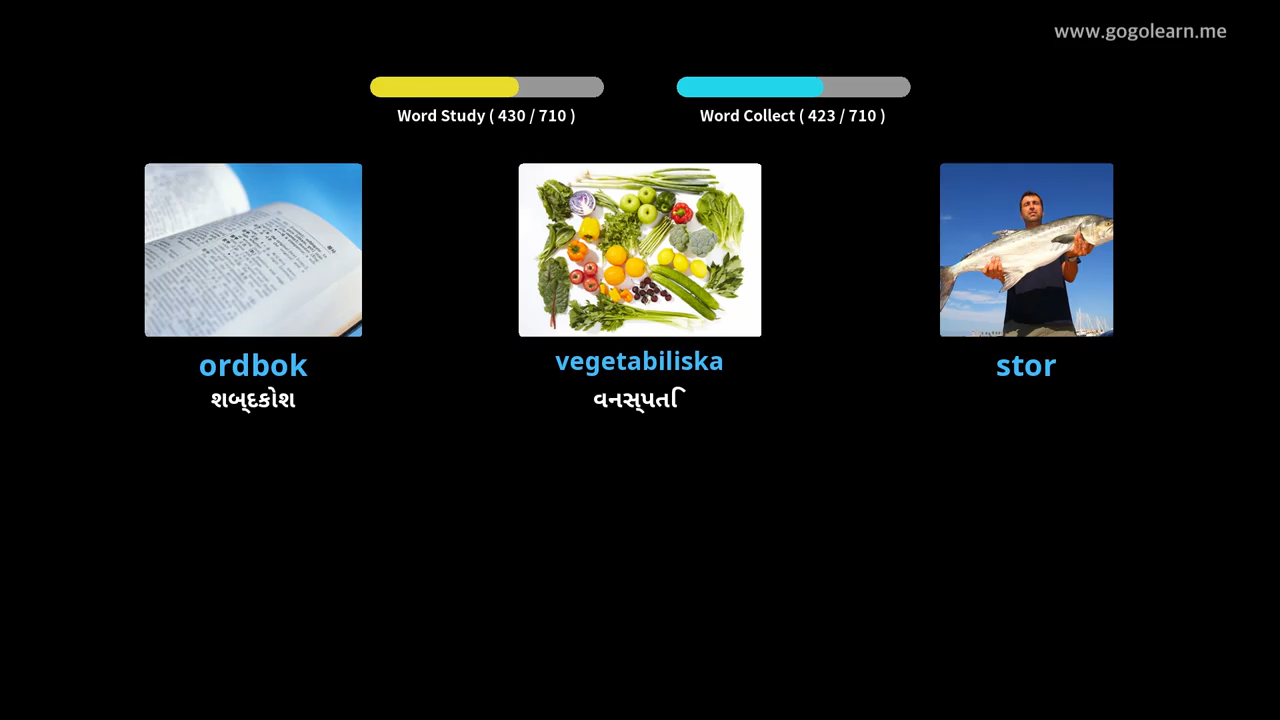 www.gogolearn.me
Word Study ( 430 / 710 )
Word Collect ( 423 / 710 )
ordbok
vegetabiliska
stor
શબ્દકોશ
વનસ્પતિ